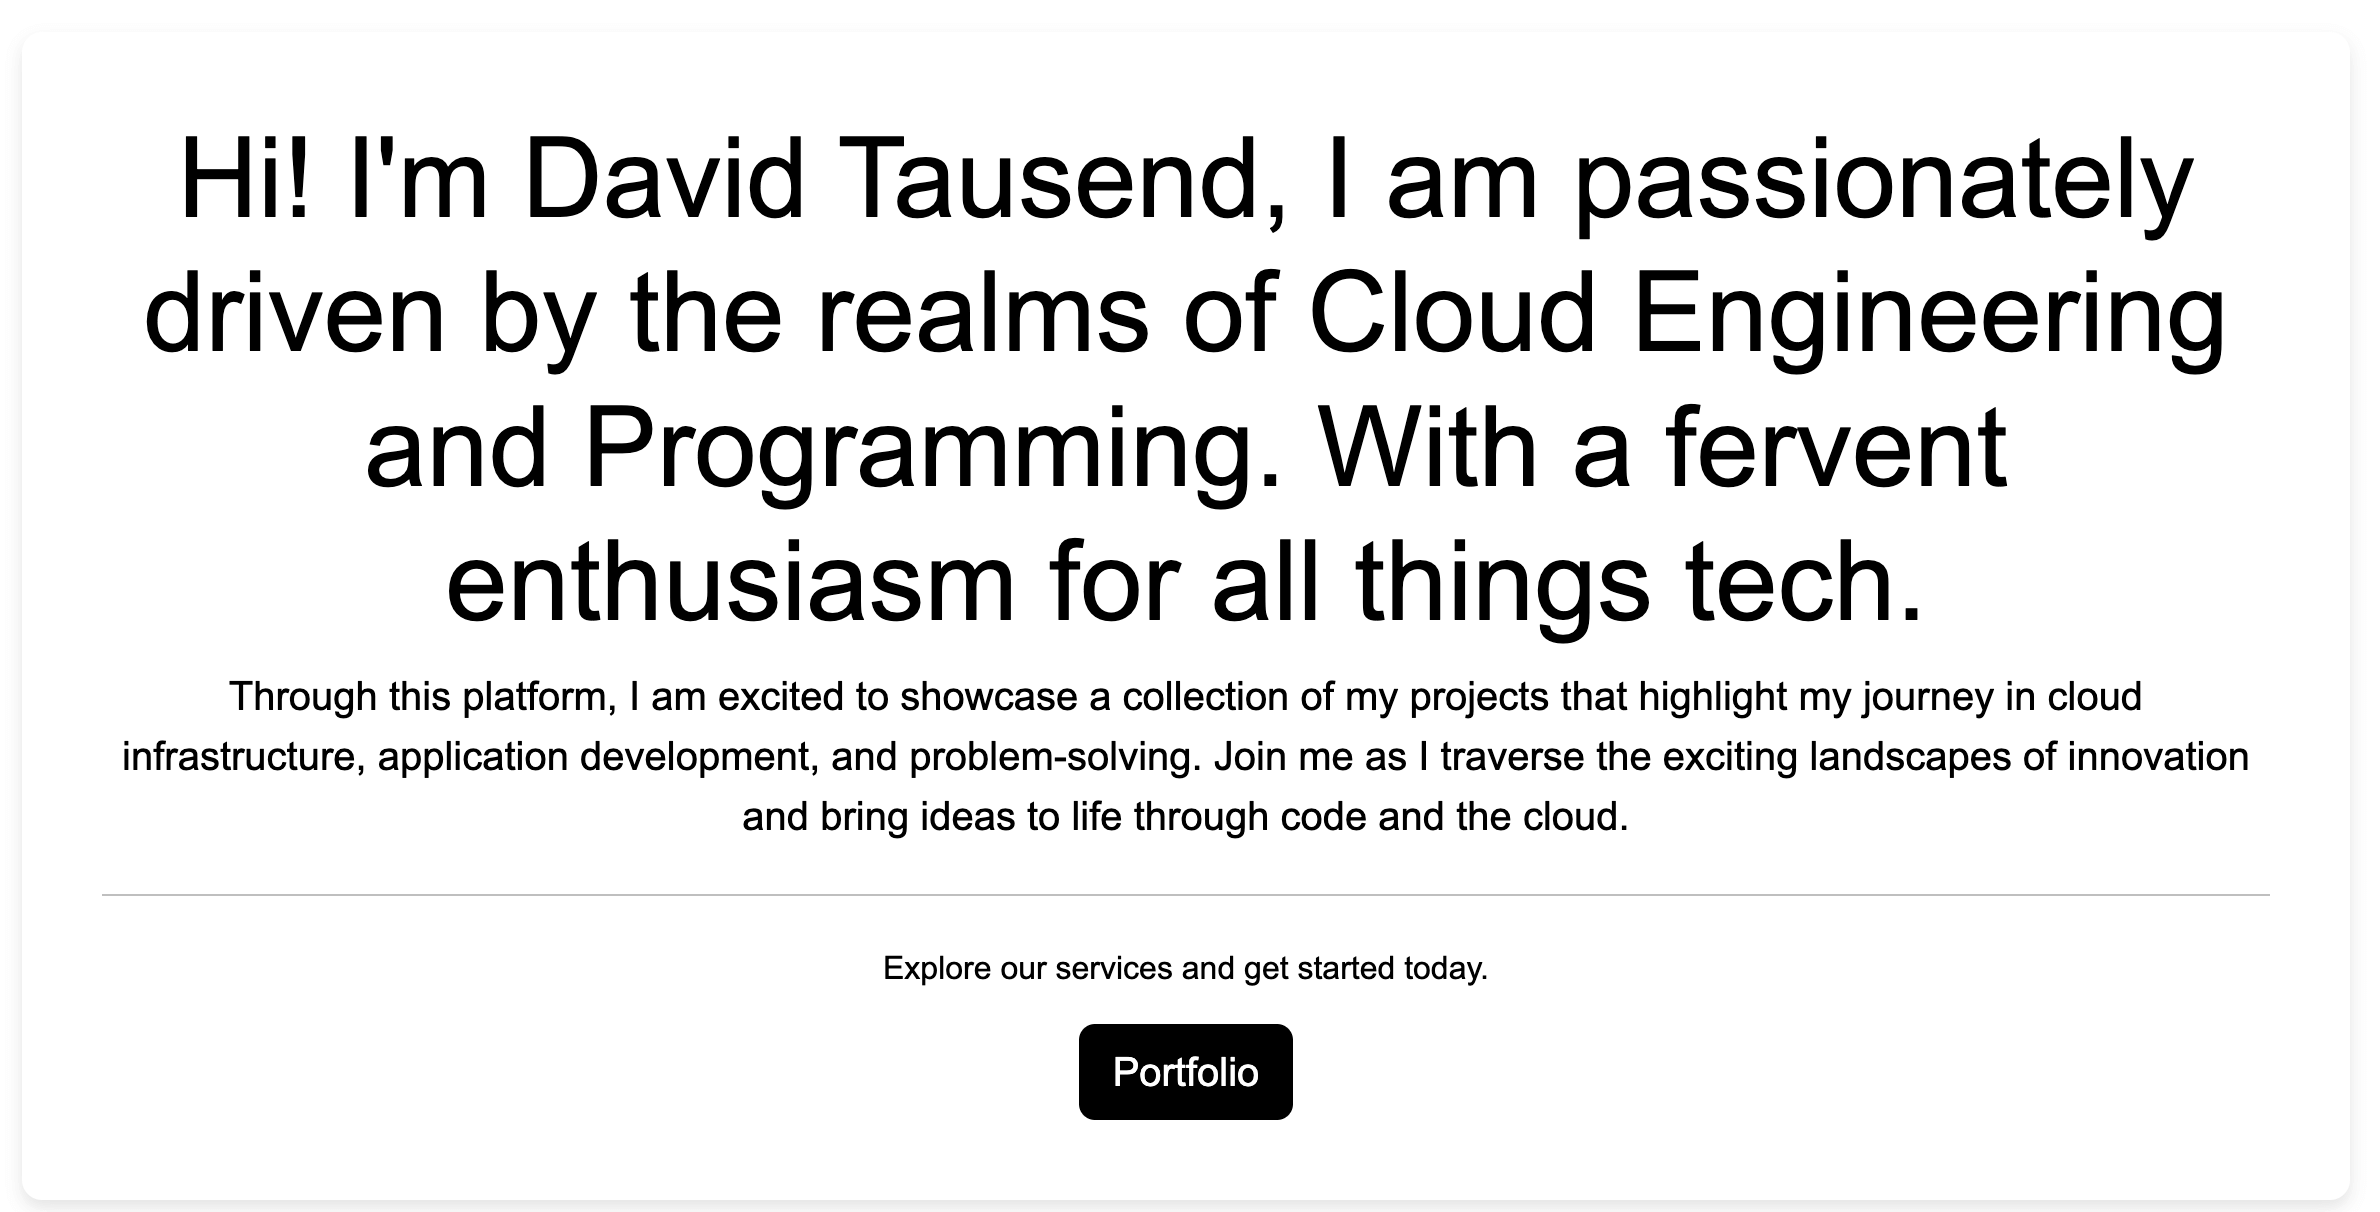 Hi! I'm David Tausend, I am passionately
driven by the realms of Cloud Engineering
and Programming. With a fervent
enthusiasm for all things tech.
Through this platform, I am excited to showcase a collection of my projects that highlight my journey in cloud
infrastructure, application development, and problem-solving. Join me as I traverse the exciting landscapes of innovation
and bring ideas to life through code and the cloud.
Explore our services and get started today.
Portfolio